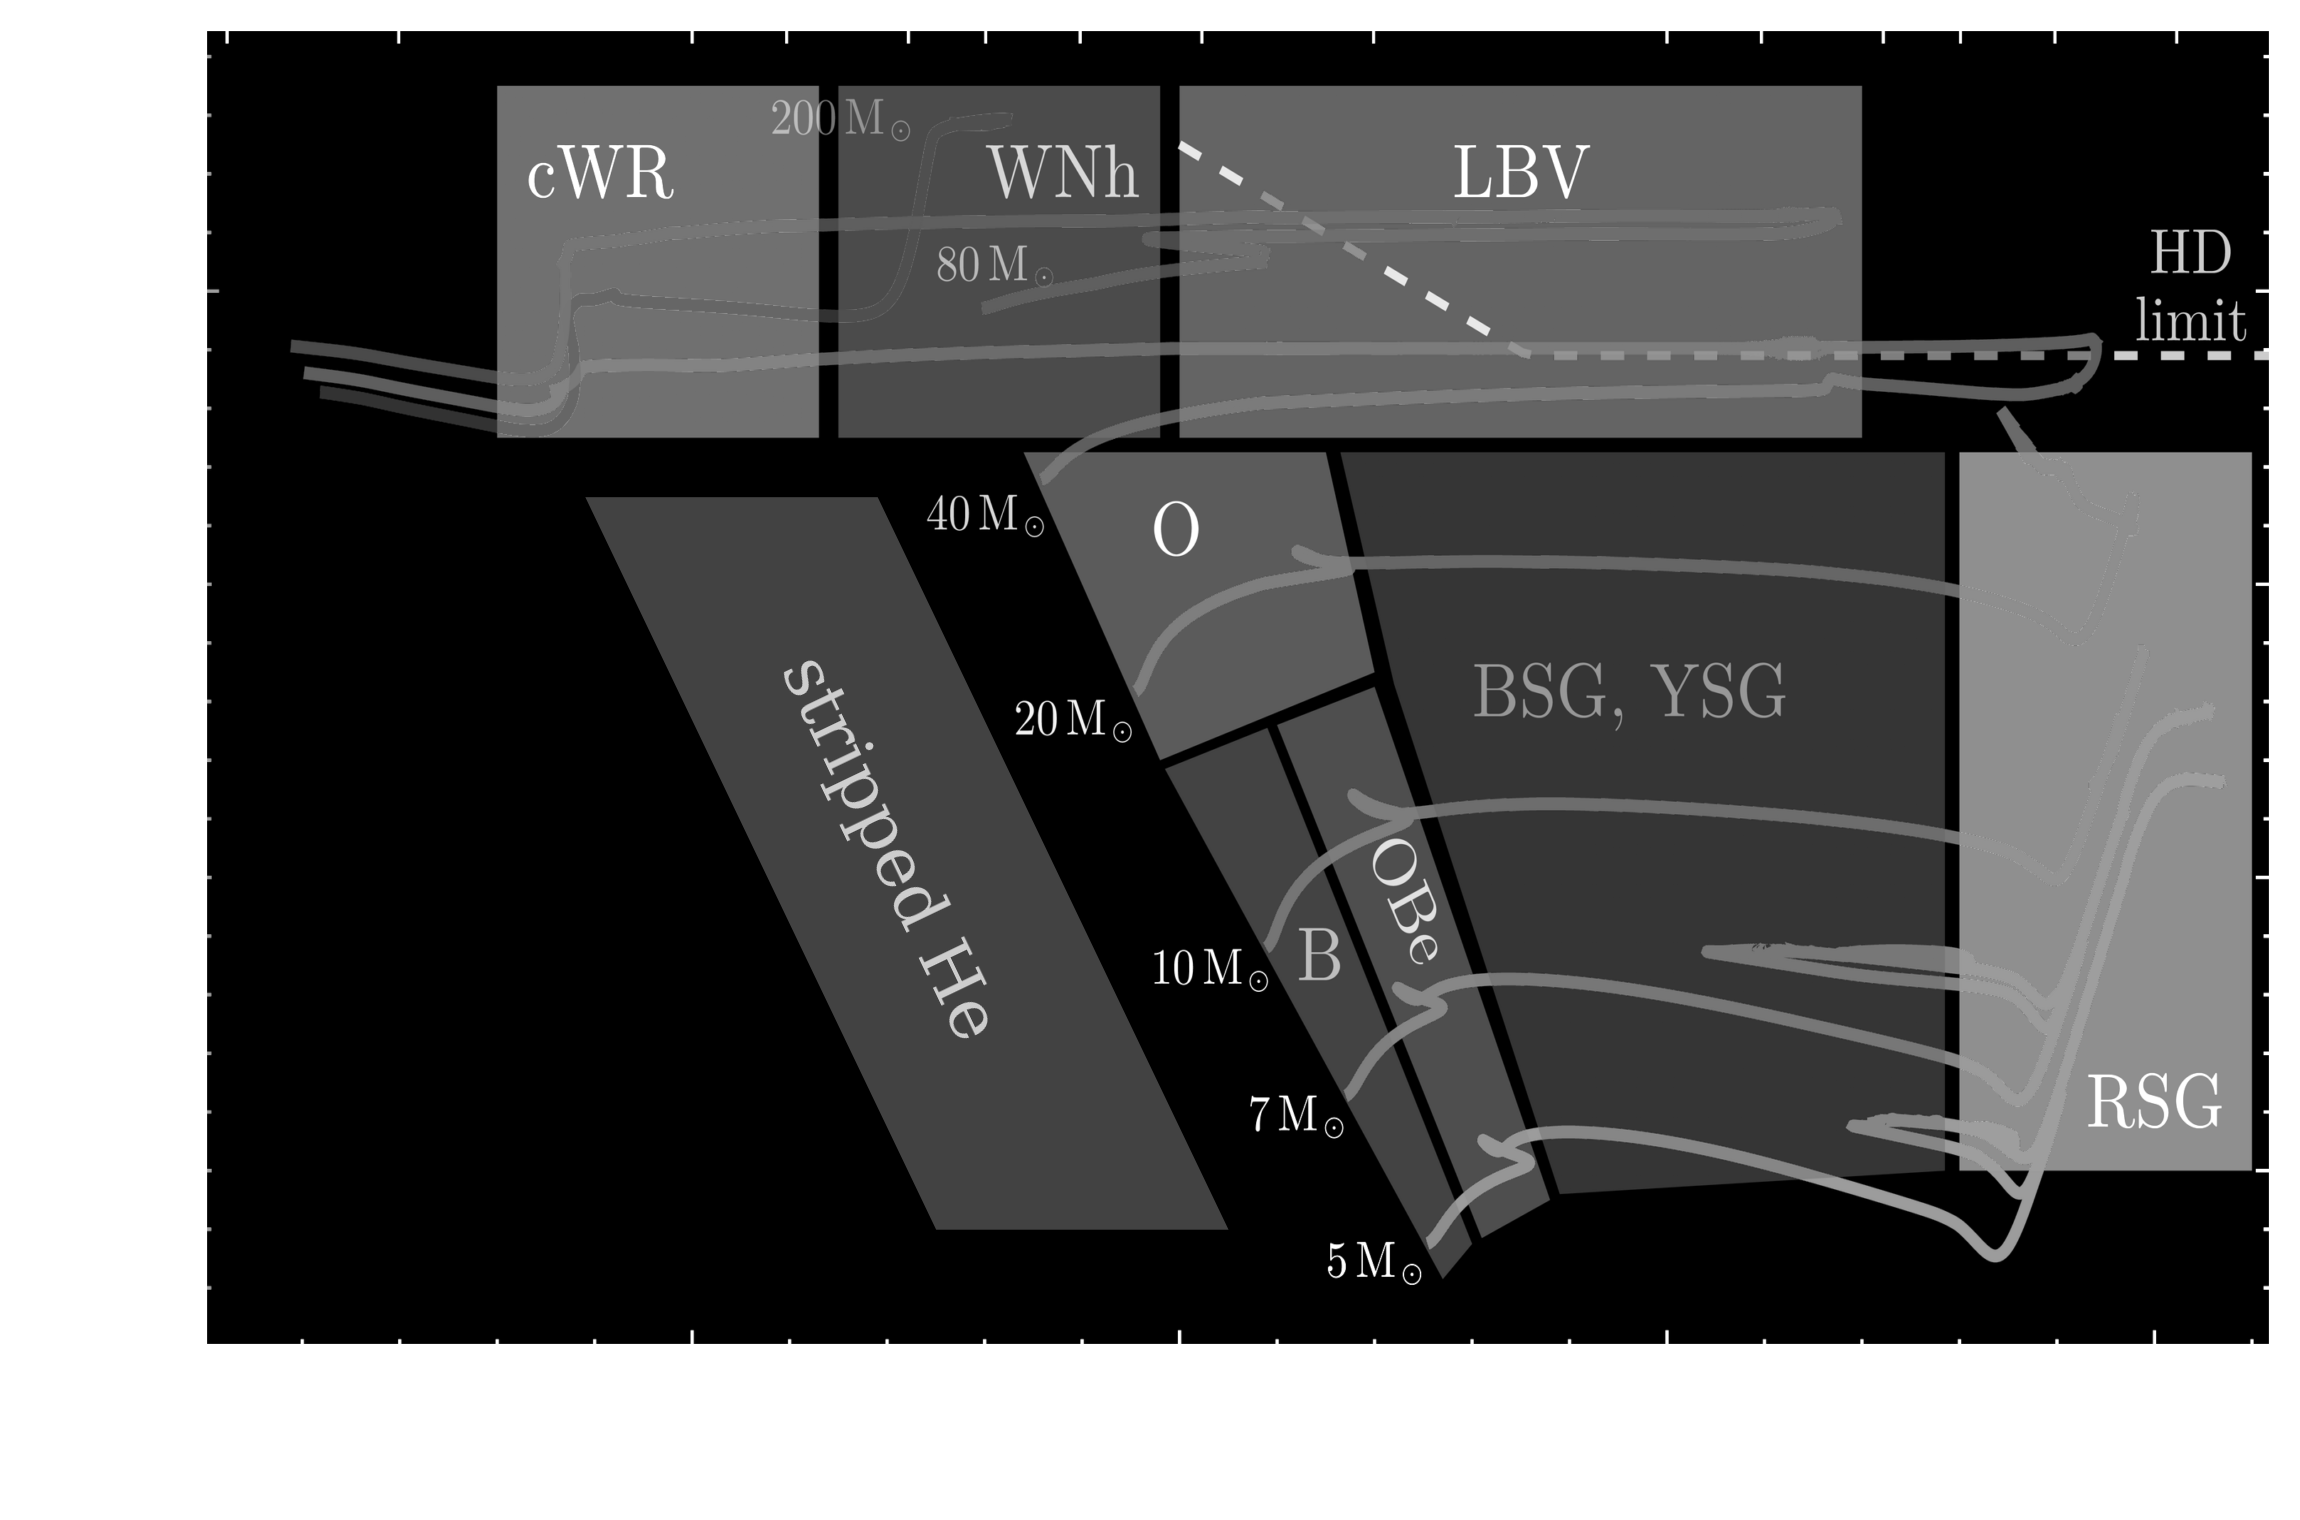 200 M⊙
cWR
WNh
LBV
80 M⊙
HD
limit
40 M⊙
O
20 M⊙
BSG, YSG
stripped He
OBe
10 M⊙
B
7 M⊙
RSG
5 M⊙